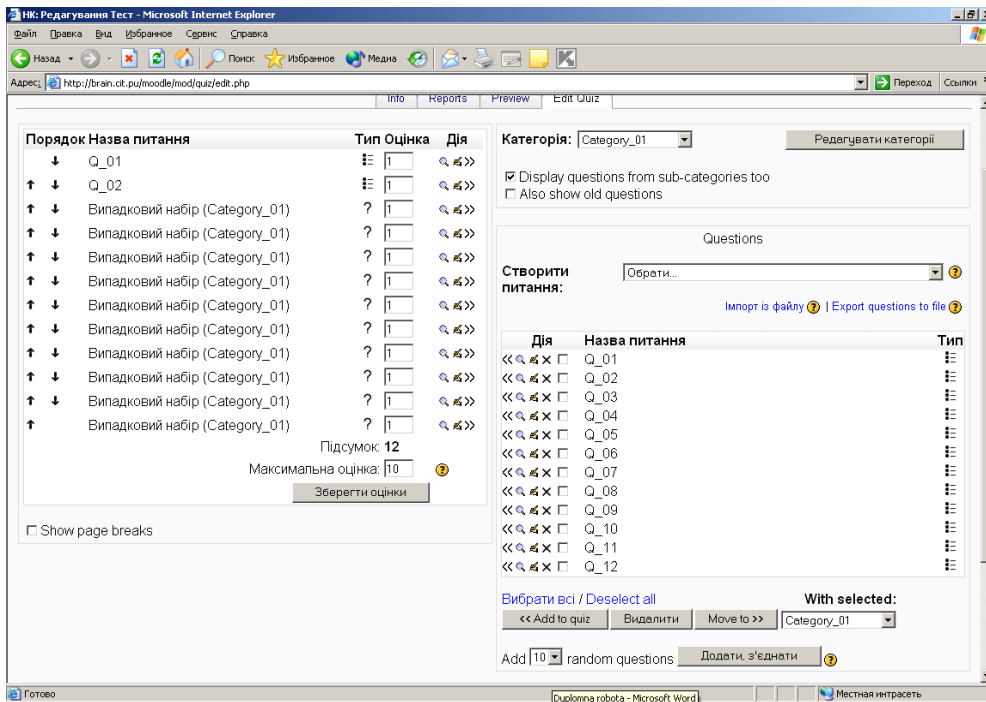 НК: Редагування Тест - Microsoft Internet Explorer
Файл Правка Вид Избранное Сервис Справка
Назад Поиск Избранное Медиа
Адрес: http://brain.cit.pu/moodle/mod/quiz/edit.php Переход Ссылки
Info Reports Preview Edit Quiz
Порядок Назва питання Тип Оцінка Дія
Q_01 1
Q_02 1
Випадковий набір (Category_01) ? 1
Випадковий набір (Category_01) ? 1
Випадковий набір (Category_01) ? 1
Випадковий набір (Category_01) ? 1
Випадковий набір (Category_01) ? 1
Випадковий набір (Category_01) ? 1
Випадковий набір (Category_01) ? 1
Випадковий набір (Category_01) ? 1
Випадковий набір (Category_01) ? 1
Випадковий набір (Category_01) ? 1
Підсумок: 12
Максимальна оцінка: 10
Зберегти оцінки
Show page breaks
Категорія: Category_01 Редагувати категорії
Display questions from sub-categories too
Also show old questions
Questions
Створити питання: Обрати...
Імпорт із файлу | Export questions to file
Дія Назва питання Тип
Q_01
Q_02
Q_03
Q_04
Q_05
Q_06
Q_07
Q_08
Q_09
Q_10
Q_11
Q_12
Вибрати всі / Deselect all With selected:
<< Add to quiz Видалити Move to >> Category_01
Add 10 random questions Додати, з'єднати
Готово Duplomna robota - Microsoft Word Местная интрасеть